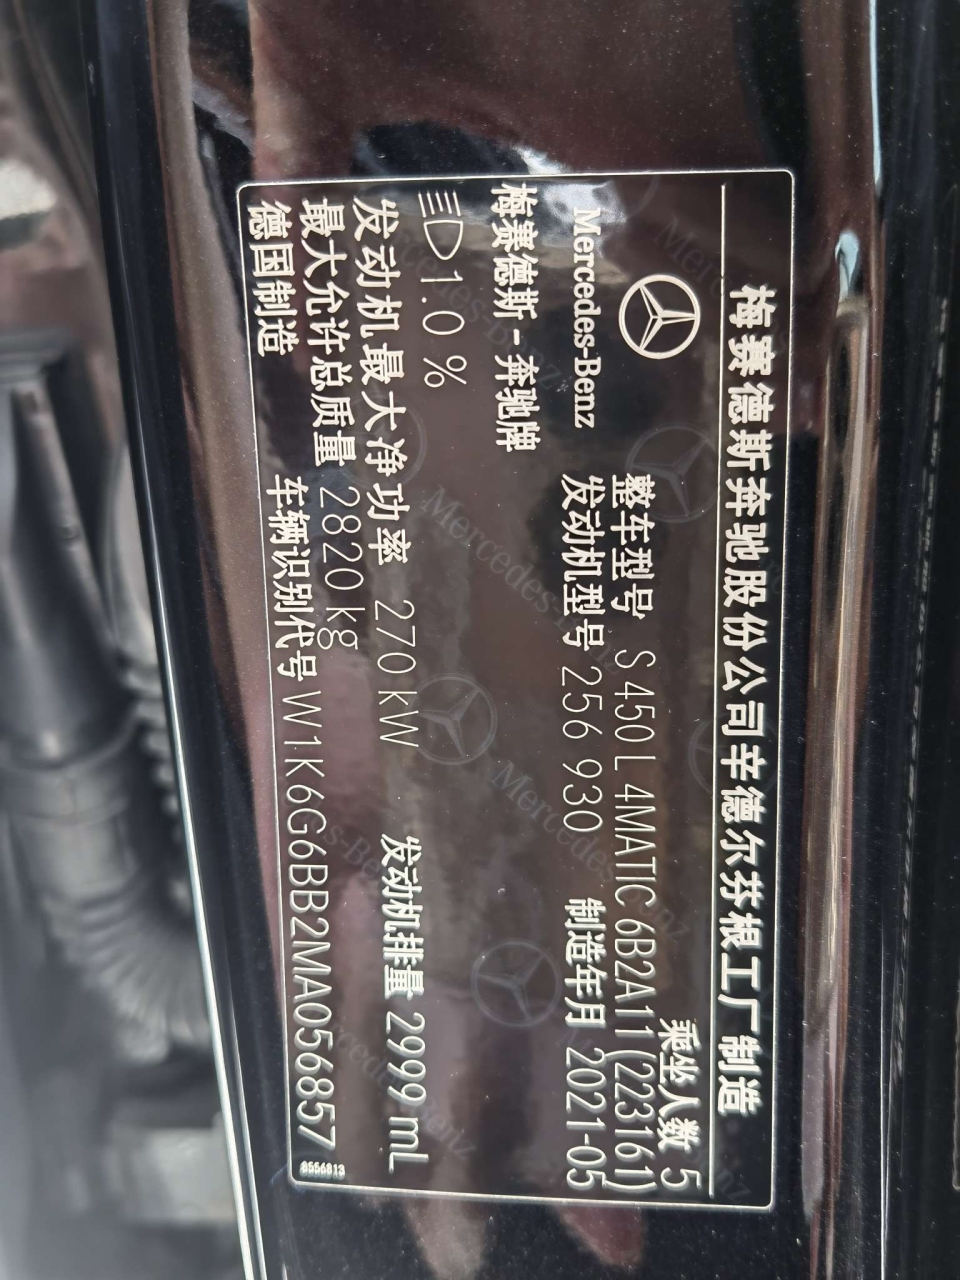 梅赛德斯奔驰股份公司辛德尔芬根工厂制造
乘坐人数 5
整车型号 S 450 L 4MATIC 6B2A11 (223161)
Mercedes-Benz 发动机型号 256 930 制造年月 2021-05
梅赛德斯-奔驰牌
1.0 %
发动机最大净功率 270 kW 发动机排量 2999 mL
最大允许总质量 2820 kg
德国制造 车辆识别代号 W1K6G6BB2MA056857
8556813